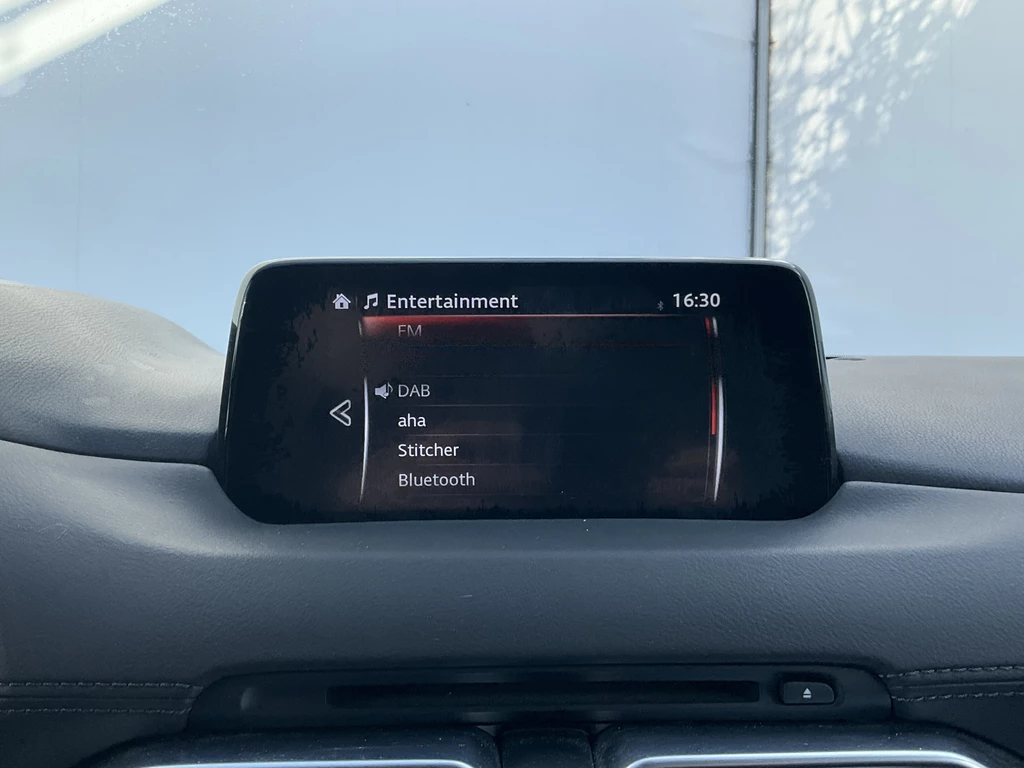 Entertainment 16:30
FM
DAB
aha
Stitcher
Bluetooth